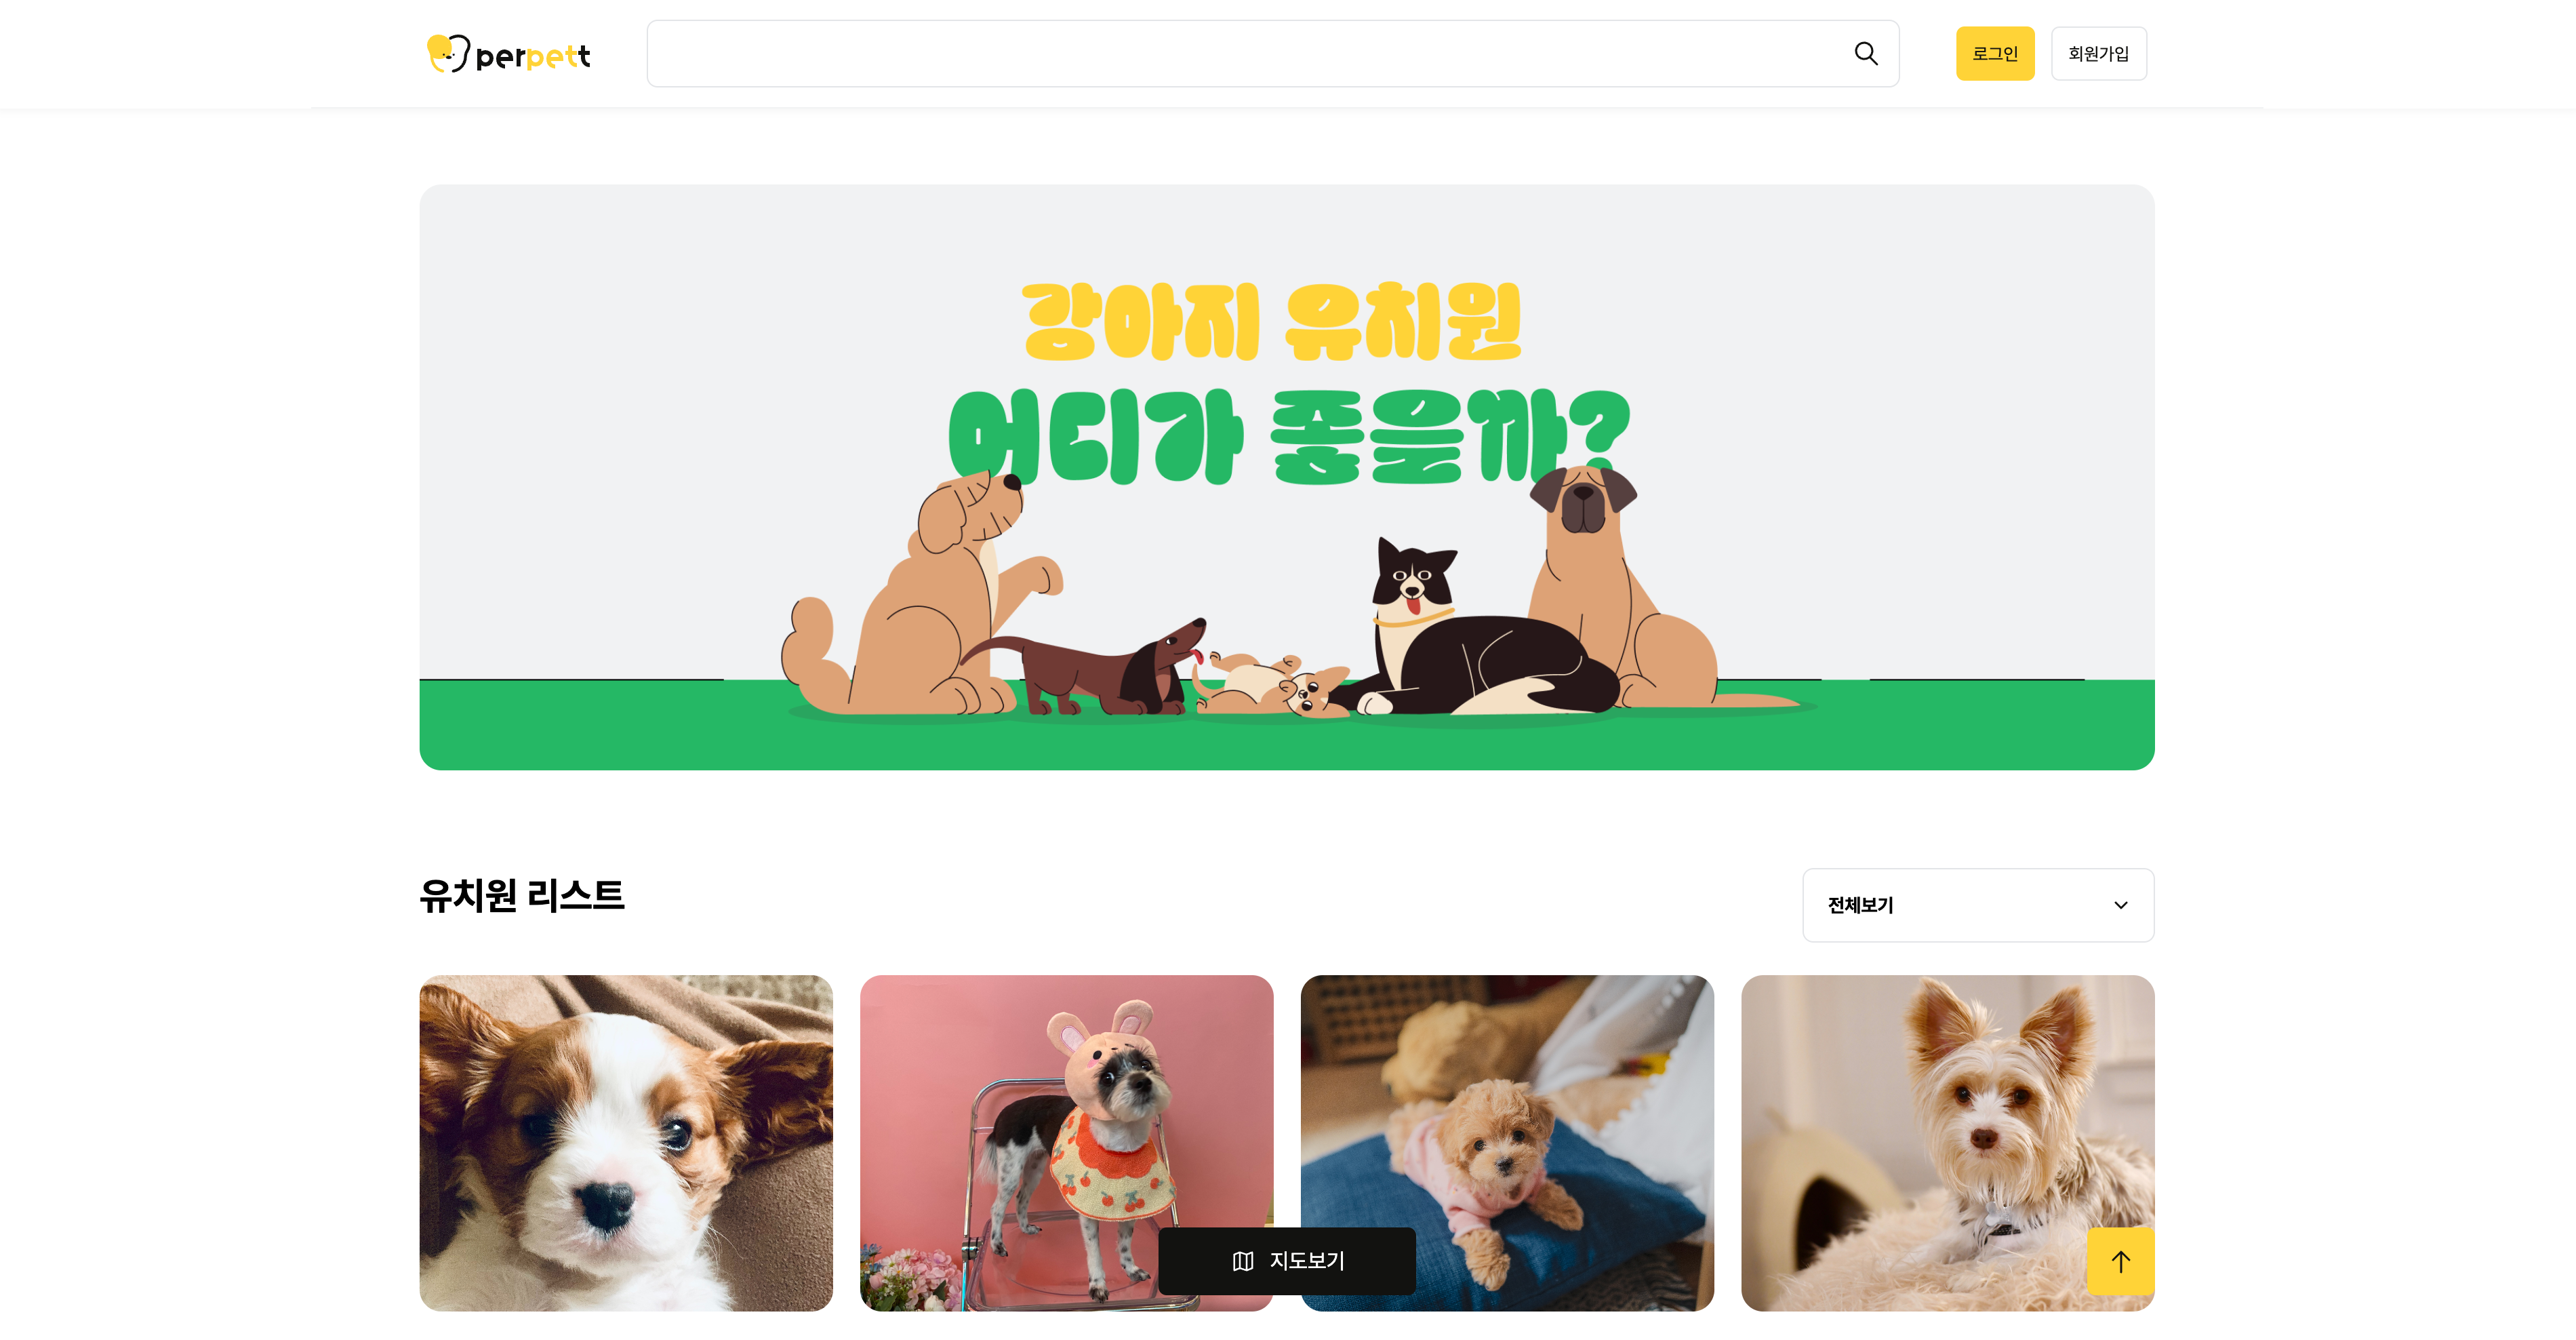 perpett
로그인
회원가입
강아지 유치원
어디가 좋을까?
유치원 리스트
전체보기
지도보기